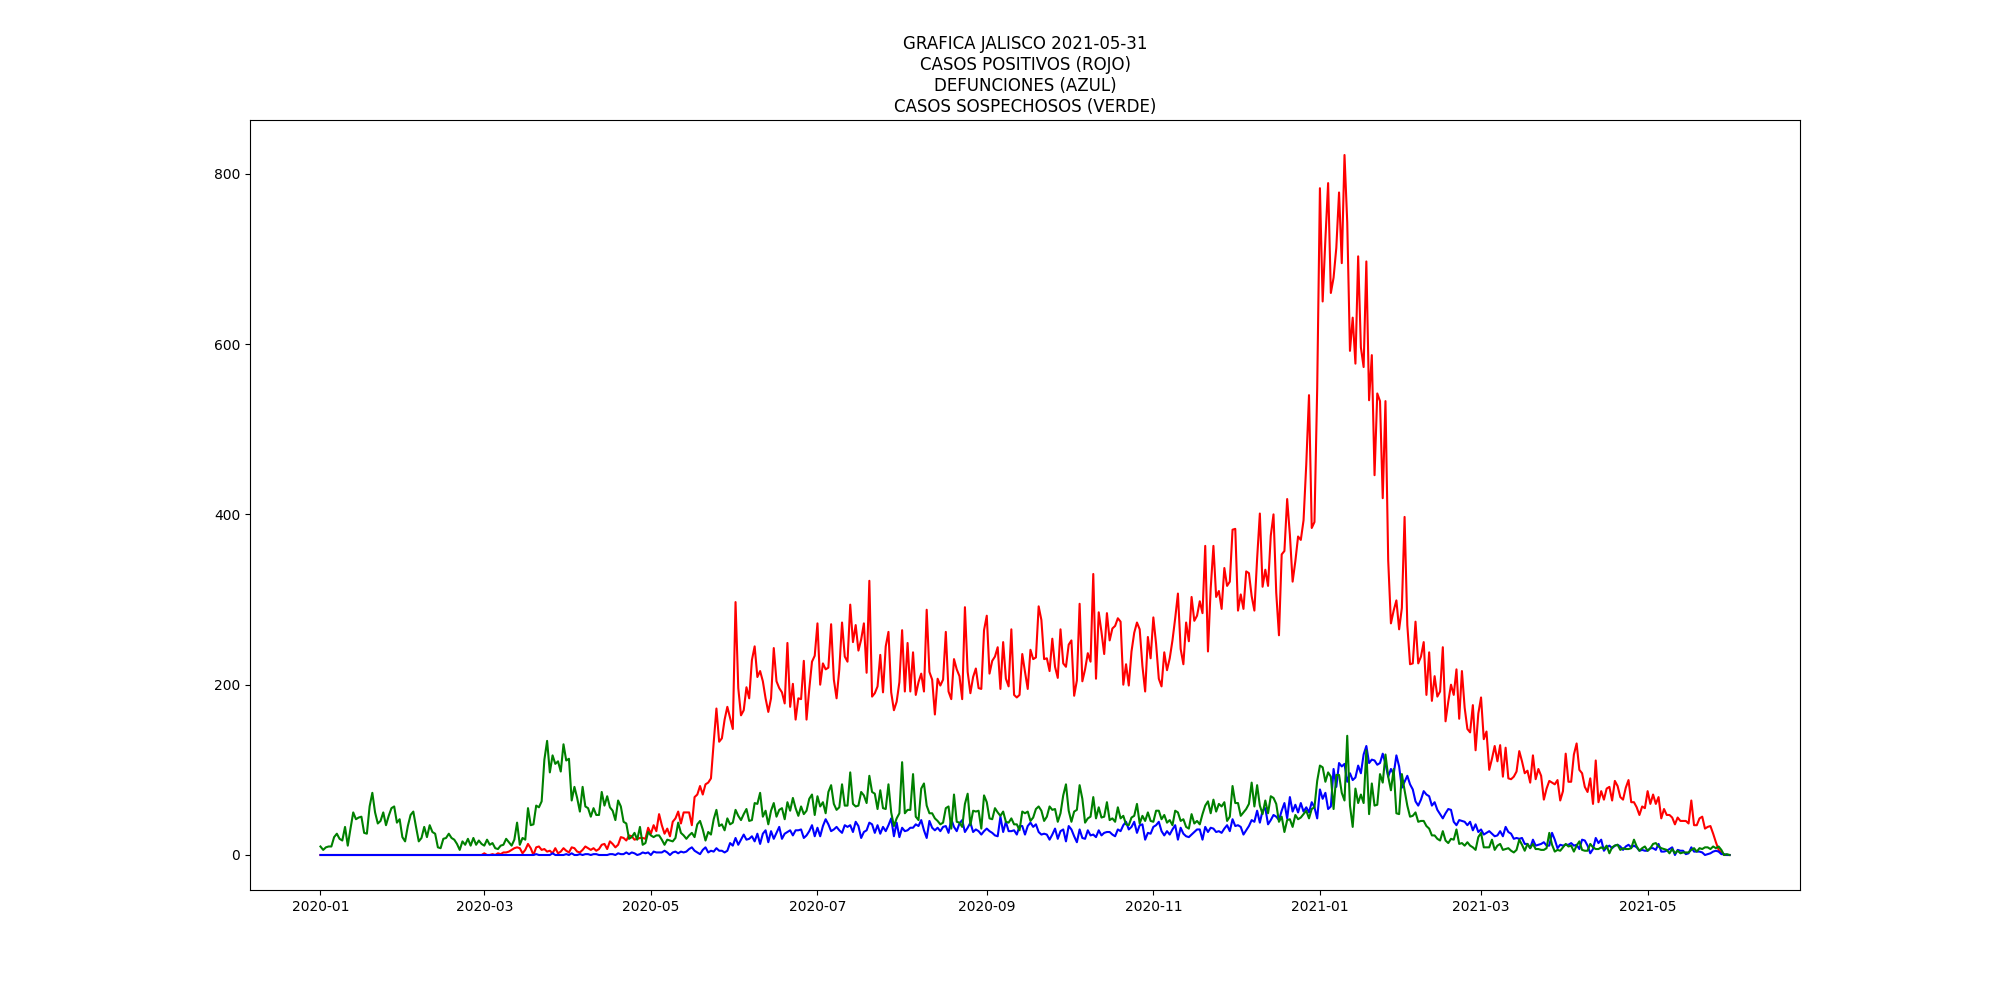 GRAFICA JALISCO 2021-05-31
CASOS POSITIVOS (ROJO)
DEFUNCIONES (AZUL)
CASOS SOSPECHOSOS (VERDE)
800
600
400
200
0
2020-01 2020-03 2020-05 2020-07 2020-09 2020-11 2021-01 2021-03 2021-05